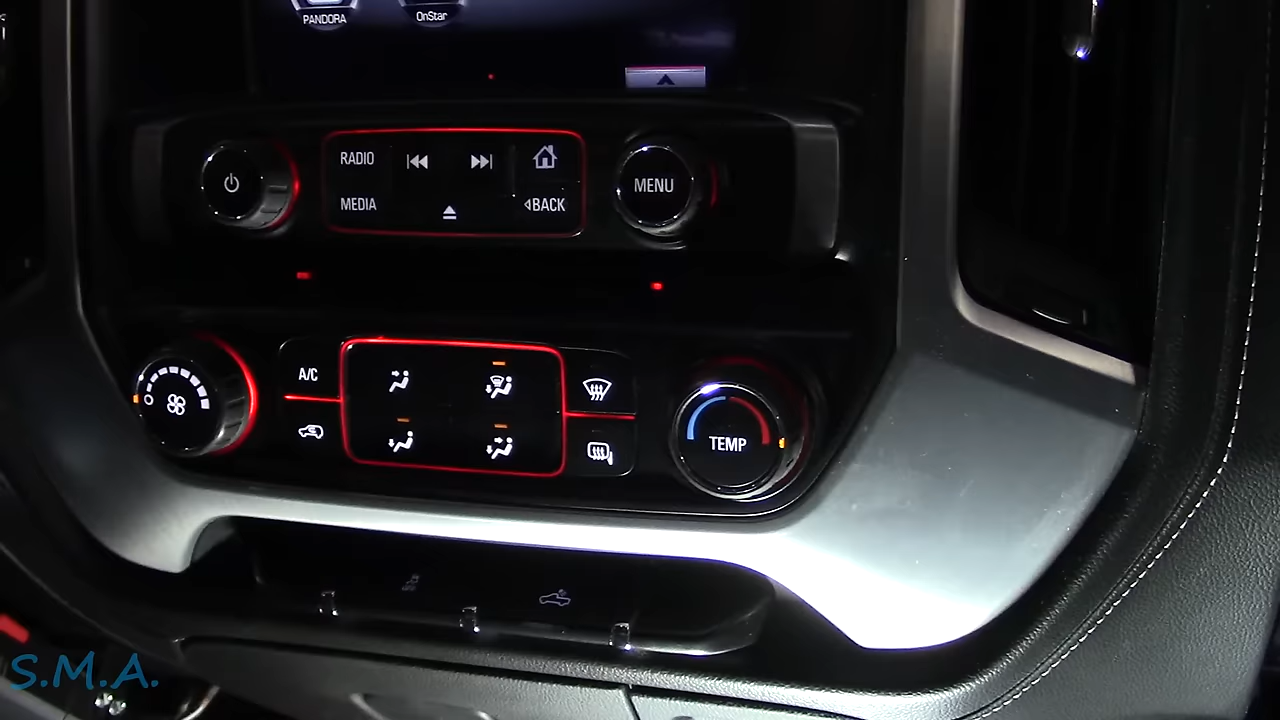 PANDORA
OnStar
RADIO
MEDIA
BACK
MENU
A/C
TEMP
S.M.A.